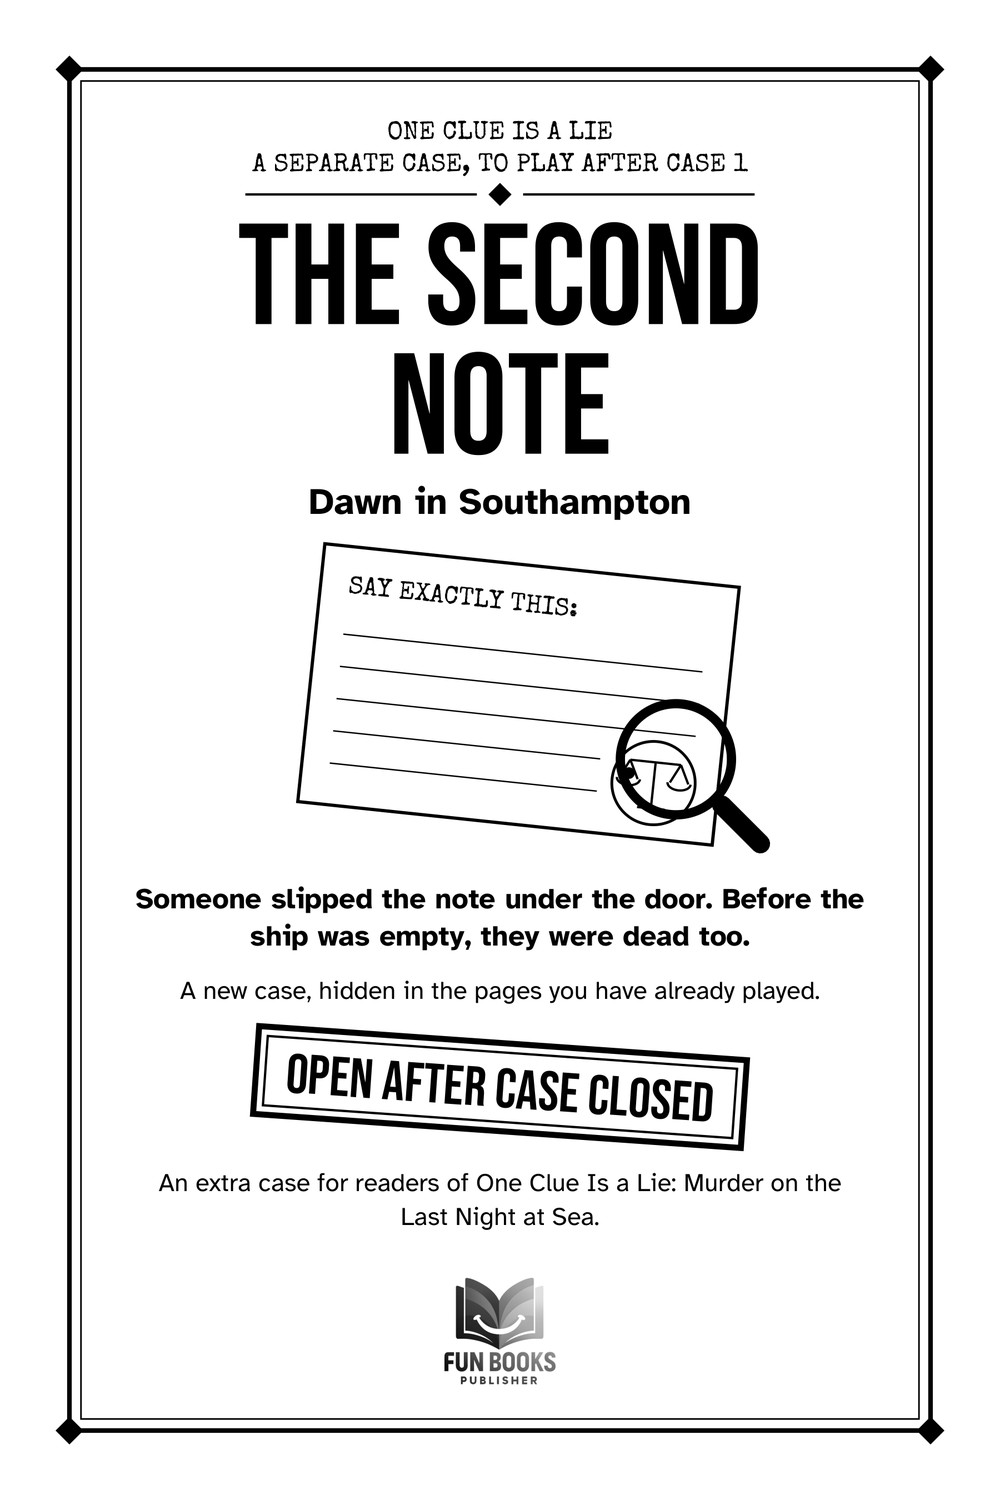 ONE CLUE IS A LIE
A SEPARATE CASE, TO PLAY AFTER CASE 1
THE SECOND
NOTE
Dawn in Southampton
SAY EXACTLY THIS:
Someone slipped the note under the door. Before the
ship was empty, they were dead too.
A new case, hidden in the pages you have already played.
OPEN AFTER CASE CLOSED
An extra case for readers of One Clue Is a Lie: Murder on the
Last Night at Sea.
FUN BOOKS
PUBLISHER